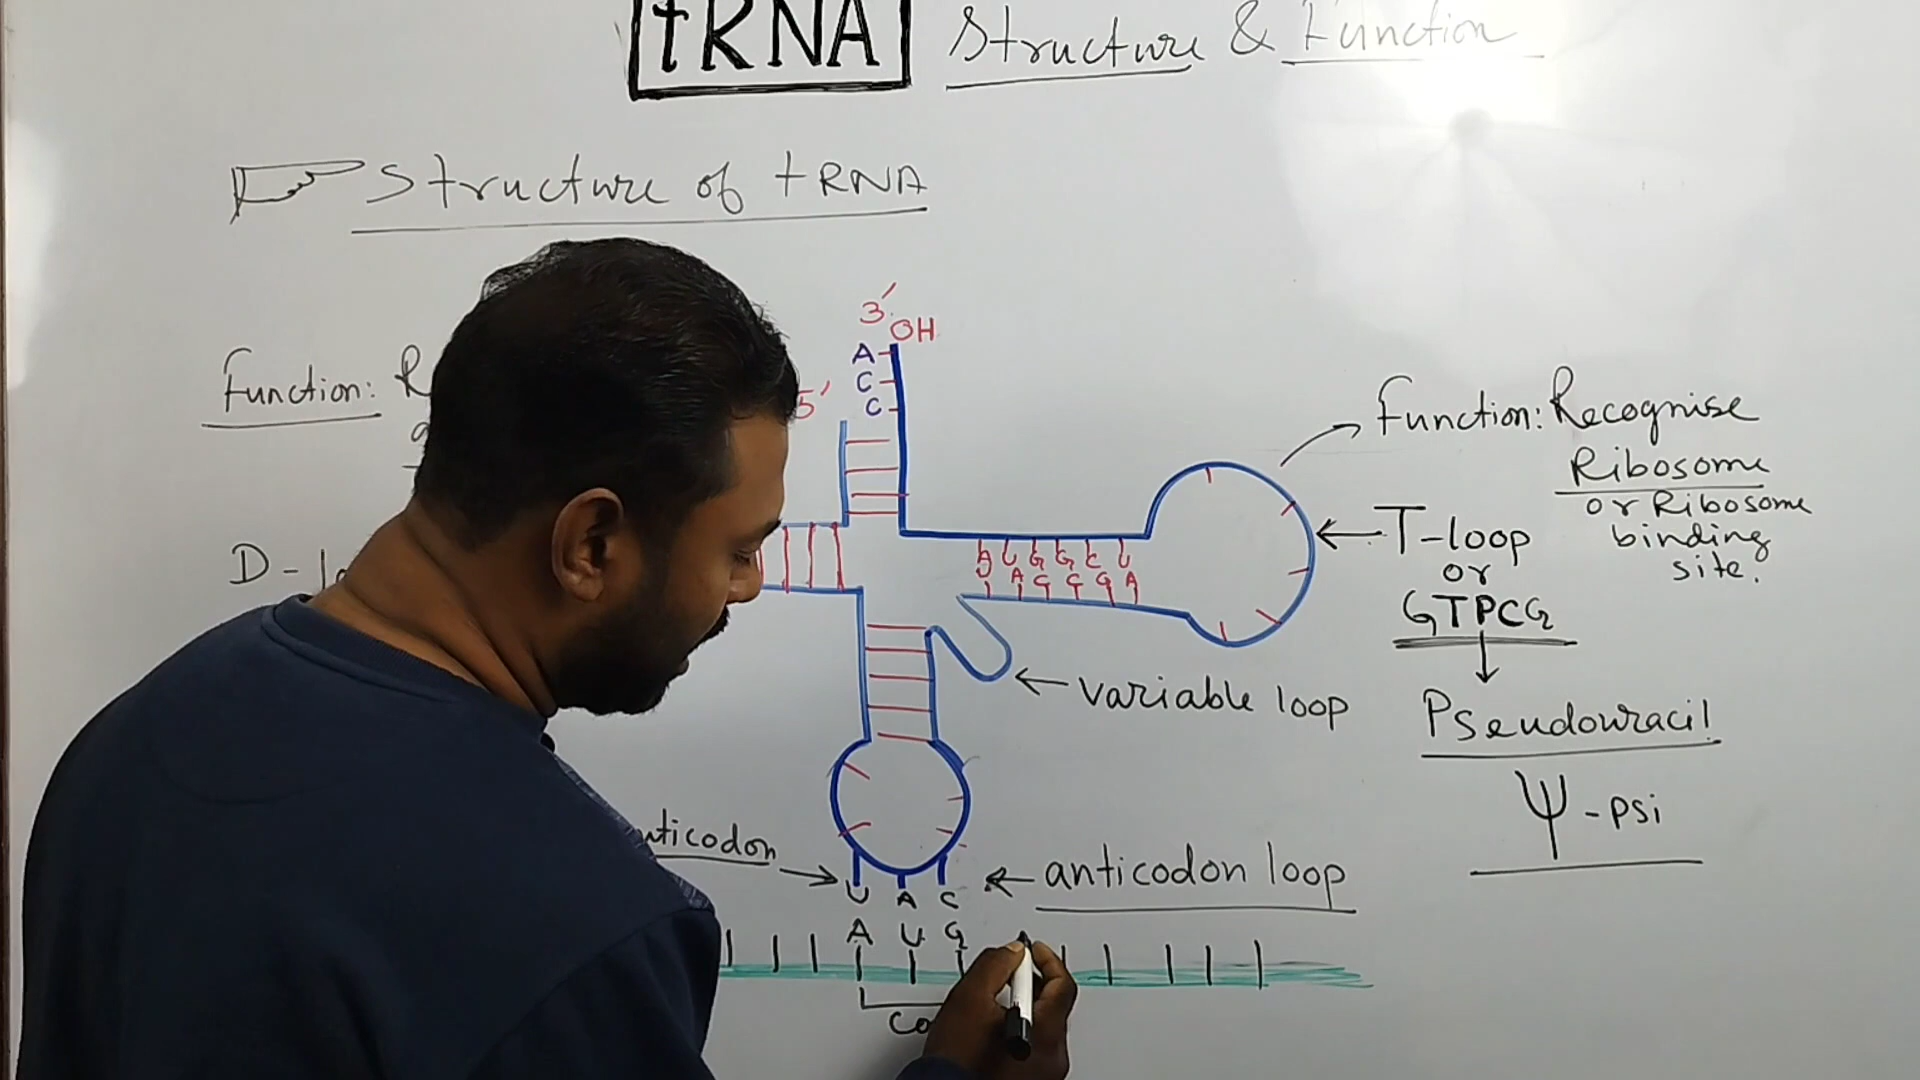 tRNA Structure & Function
Structure of tRNA
3'
OH
A
C
C
5'
Function:
Function: Recognise
Ribosome
or Ribosome
binding
site.
D-
A U G G C U
U A C C G A
T-loop
or
GTPCG
variable loop
Pseudouracil
Ψ-psi
anticodon loop
U A C
A U G